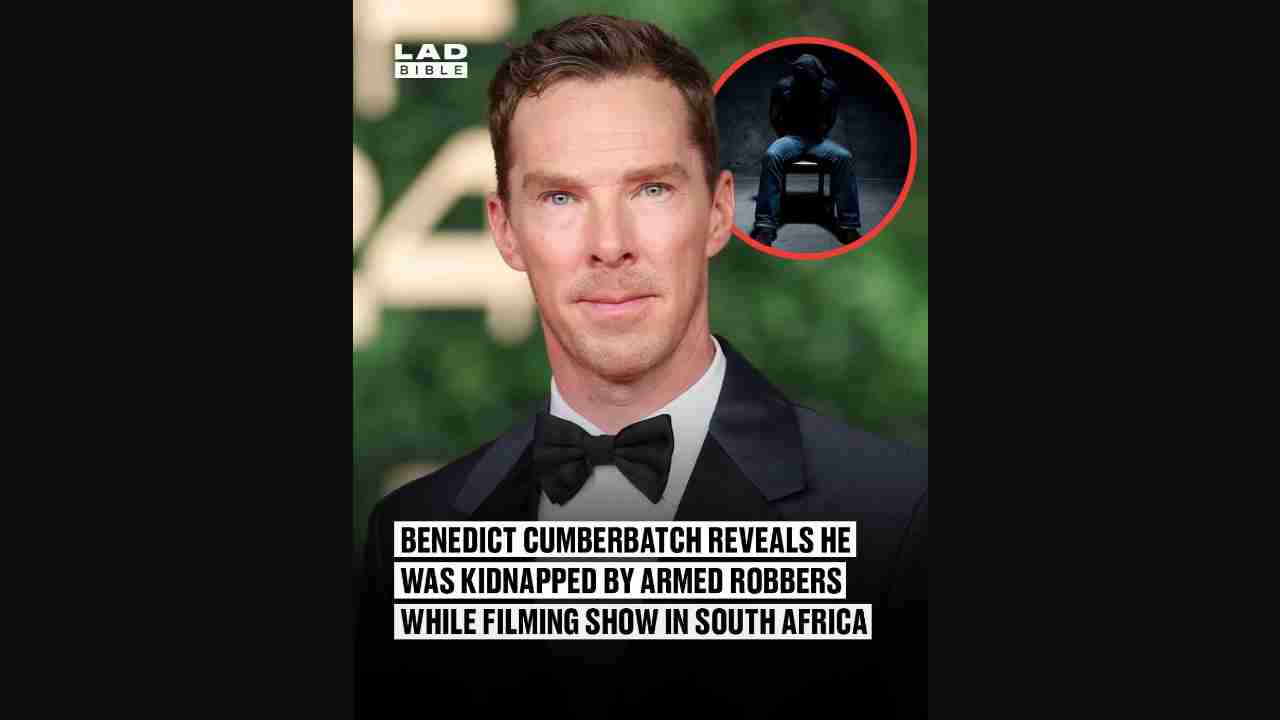 LAD
BIBLE
BENEDICT CUMBERBATCH REVEALS HE
WAS KIDNAPPED BY ARMED ROBBERS
WHILE FILMING SHOW IN SOUTH AFRICA